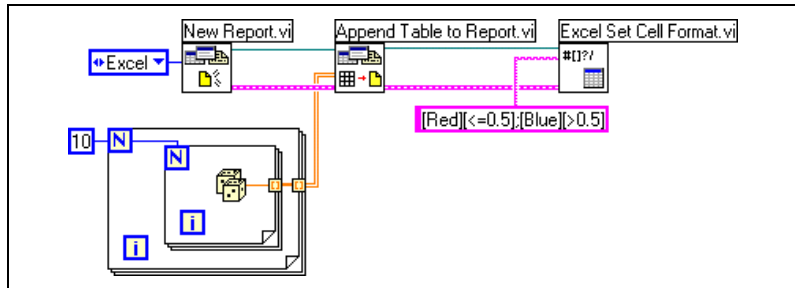 New Report.vi
Append Table to Report.vi
Excel Set Cell Format.vi
Excel
#[]?/
[Red][<=0.5];[Blue][>0.5]
10
N
N
i
i